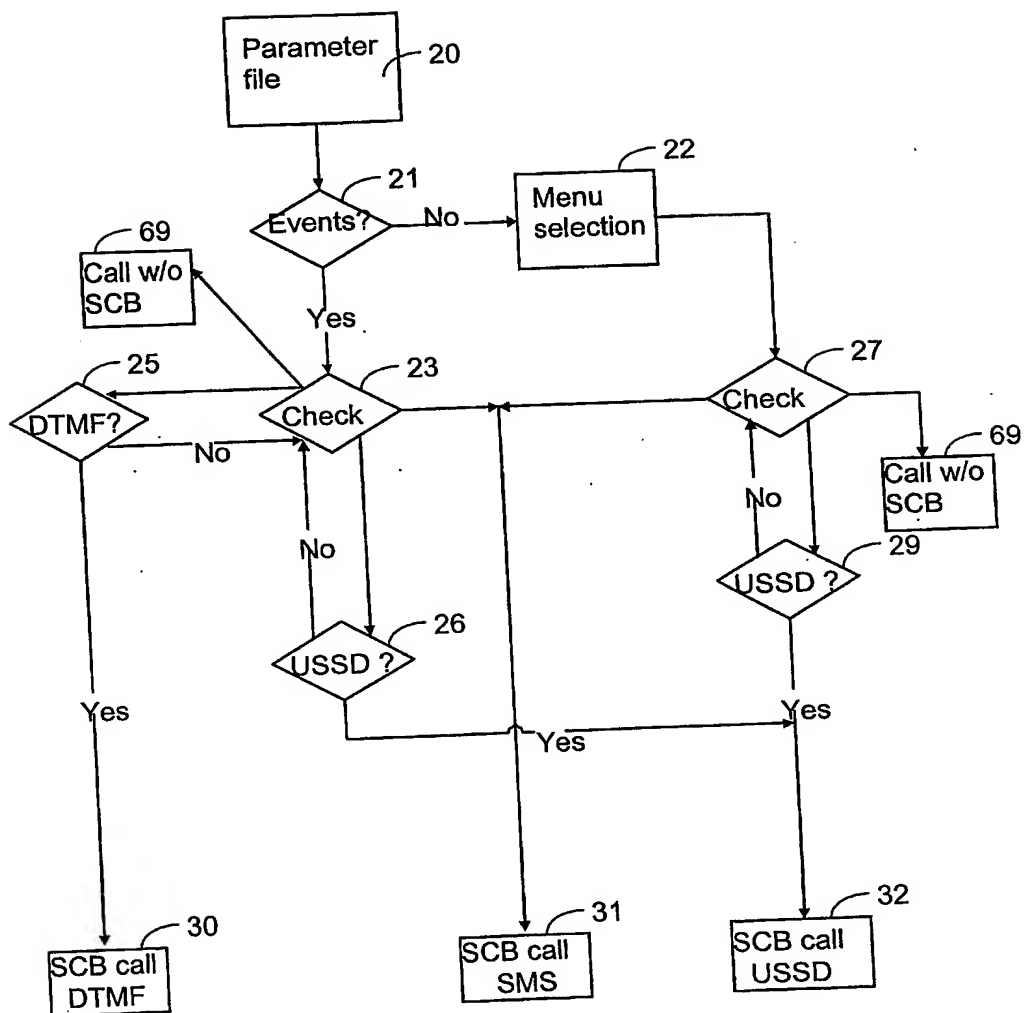 Parameter
file
20
21
Events?
No
22
Menu
selection
69
Call w/o
SCB
Yes
25
DTMF?
No
23
Check
27
Check
69
Call w/o
SCB
No
No
29
USSD ?
26
USSD ?
Yes
Yes
Yes
30
SCB call
DTMF
31
SCB call
SMS
32
SCB call
USSD